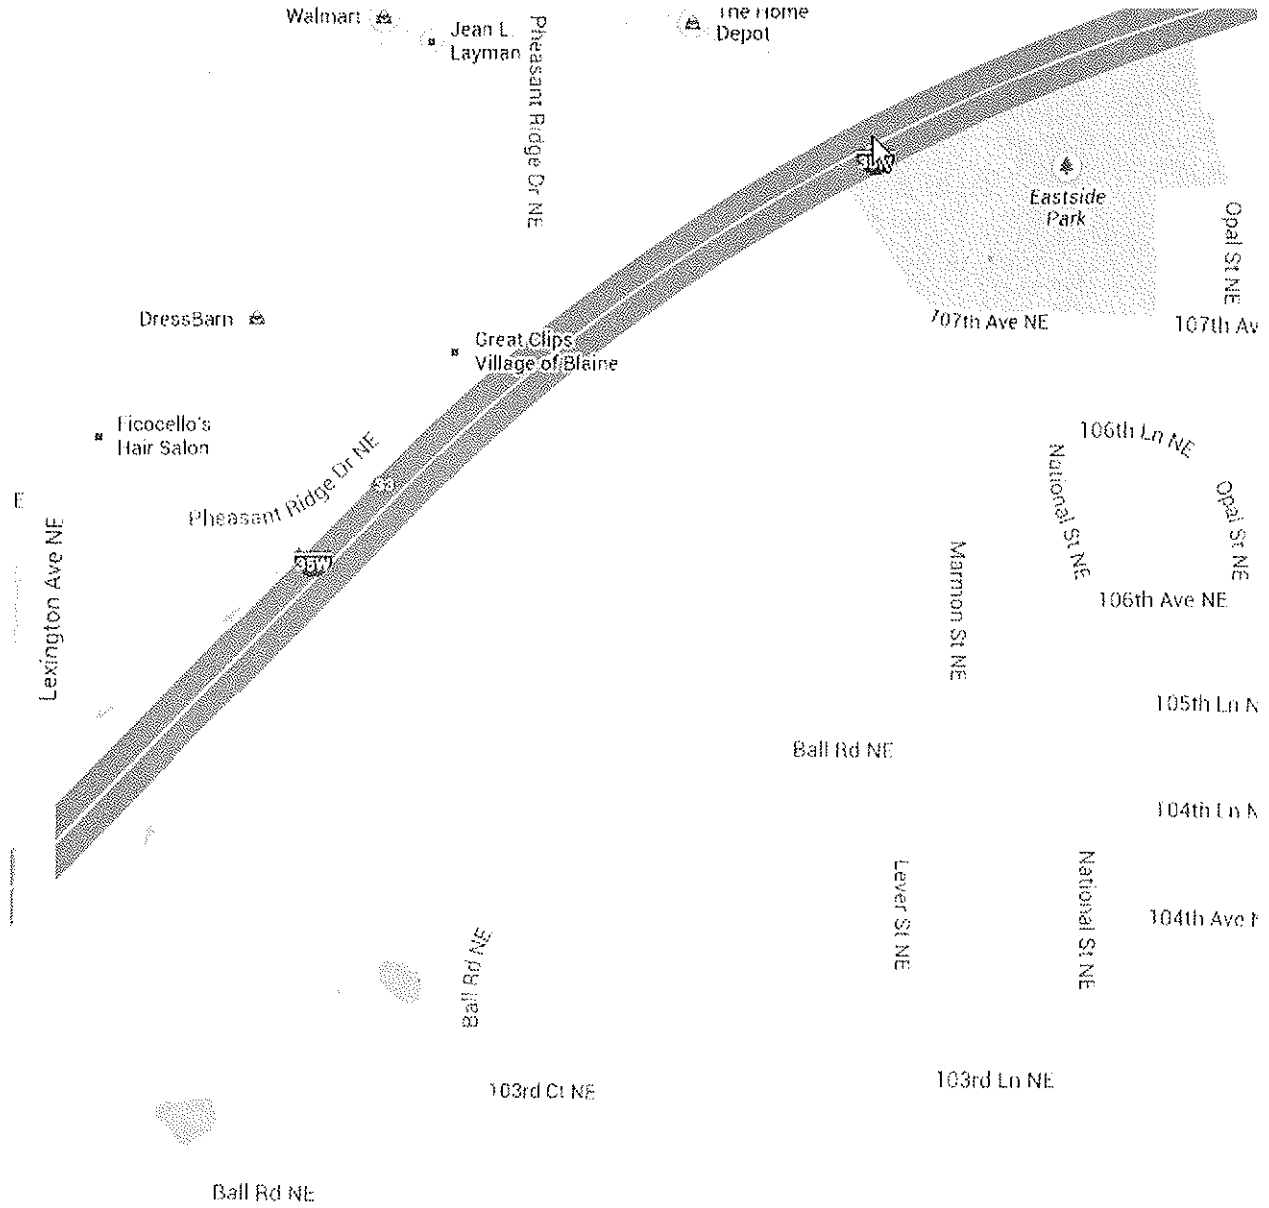 Walmart
Jean L.
Layman
The Home
Depot
Pheasant Ridge Dr NE
35W
Eastside
Park
Opal St NE
DressBarn
107th Ave NE
107th Av
Great Clips
Village of Blaine
Ficocello's
Hair Salon
Pheasant Ridge Dr NE
33
106th Ln NE
National St NE
Opal St NE
E
Lexington Ave NE
35W
Marmon St NE
106th Ave NE
105th Ln N
Ball Rd NE
104th Ln N
Lever St NE
National St NE
104th Ave N
Ball Rd NE
103rd Ct NE
103rd Ln NE
Ball Rd NE